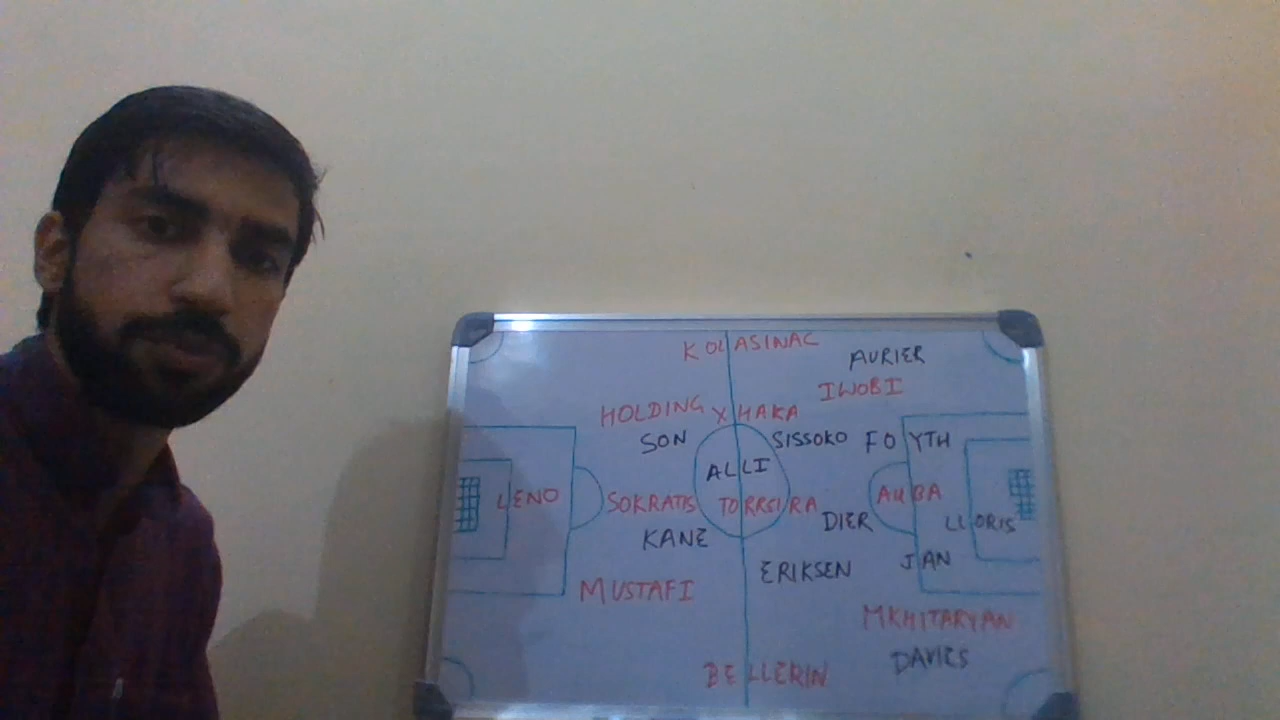 KOLASINAC
AURIER
IWOBI
HOLDING XHAKA
SON SISSOKO FOYTH
ALLI
LENO SOKRATIS TORREIRA AUBA
DIER LLORIS
KANE
ERIKSEN JAN
MUSTAFI
MKHITARYAN
DAVIES
BELLERIN